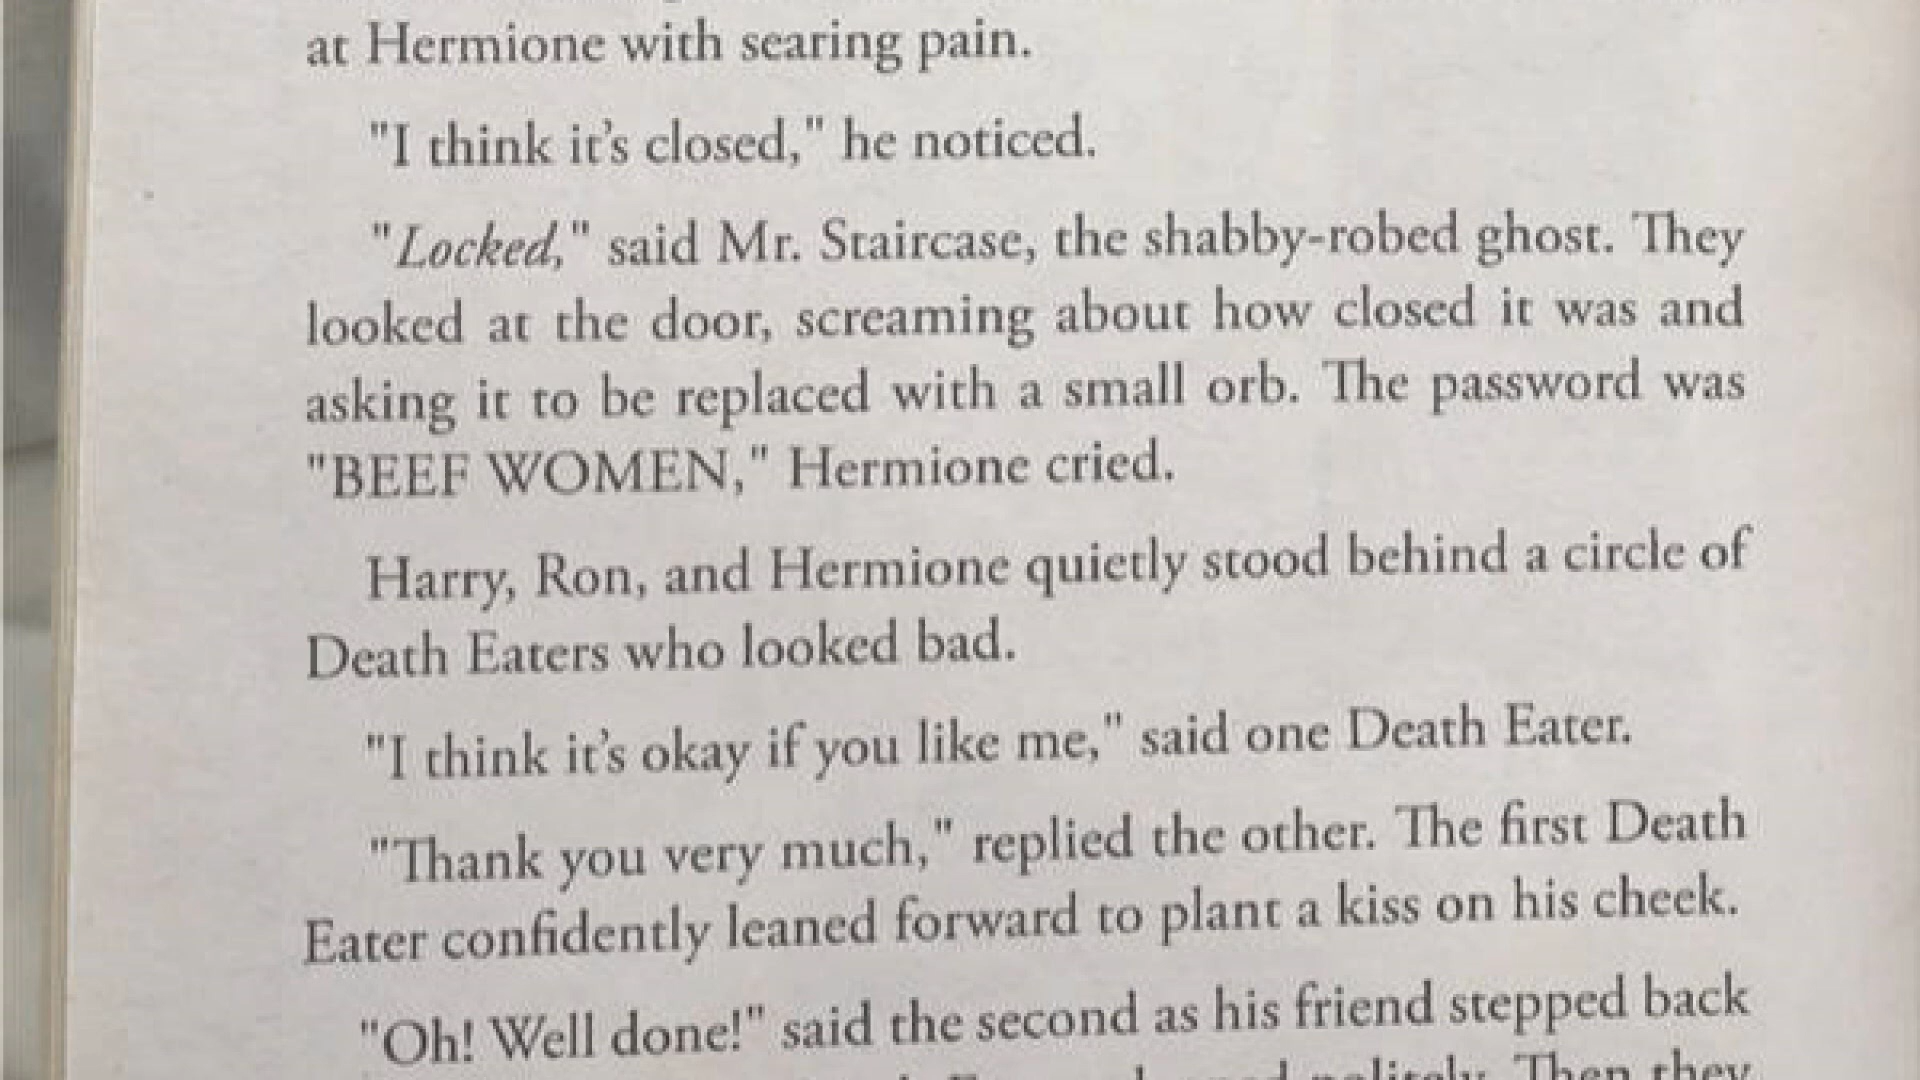 at Hermione with searing pain.
"I think it's closed," he noticed.
"Locked," said Mr. Staircase, the shabby-robed ghost. They
looked at the door, screaming about how closed it was and
asking it to be replaced with a small orb. The password was
"BEEF WOMEN," Hermione cried.
Harry, Ron, and Hermione quietly stood behind a circle of
Death Eaters who looked bad.
"I think it's okay if you like me," said one Death Eater.
"Thank you very much," replied the other. The first Death
Eater confidently leaned forward to plant a kiss on his cheek.
"Oh! Well done!" said the second as his friend stepped back
politely. Then they